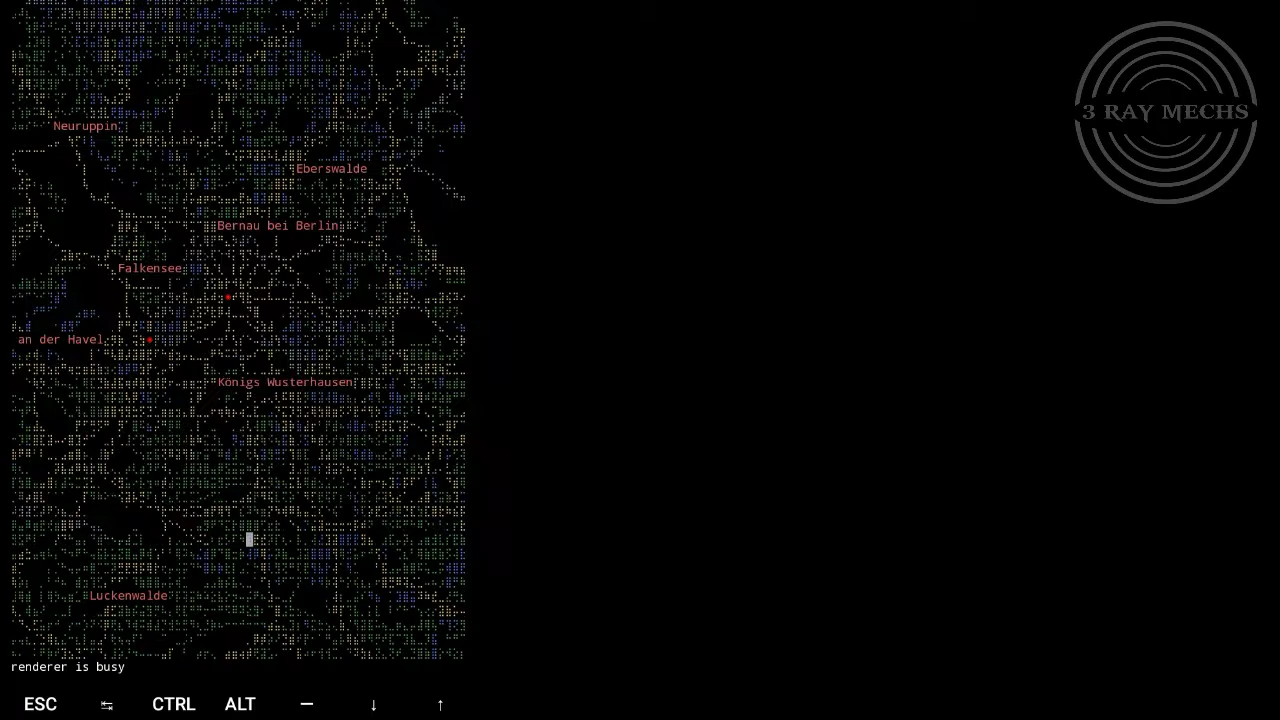 3 RAY MECHS
Neuruppin
Eberswalde
Bernau bei Berlin
Falkensee
an der Havel
Königs Wusterhausen
Luckenwalde
renderer is busy
ESC ↹ CTRL ALT — ↓ ↑